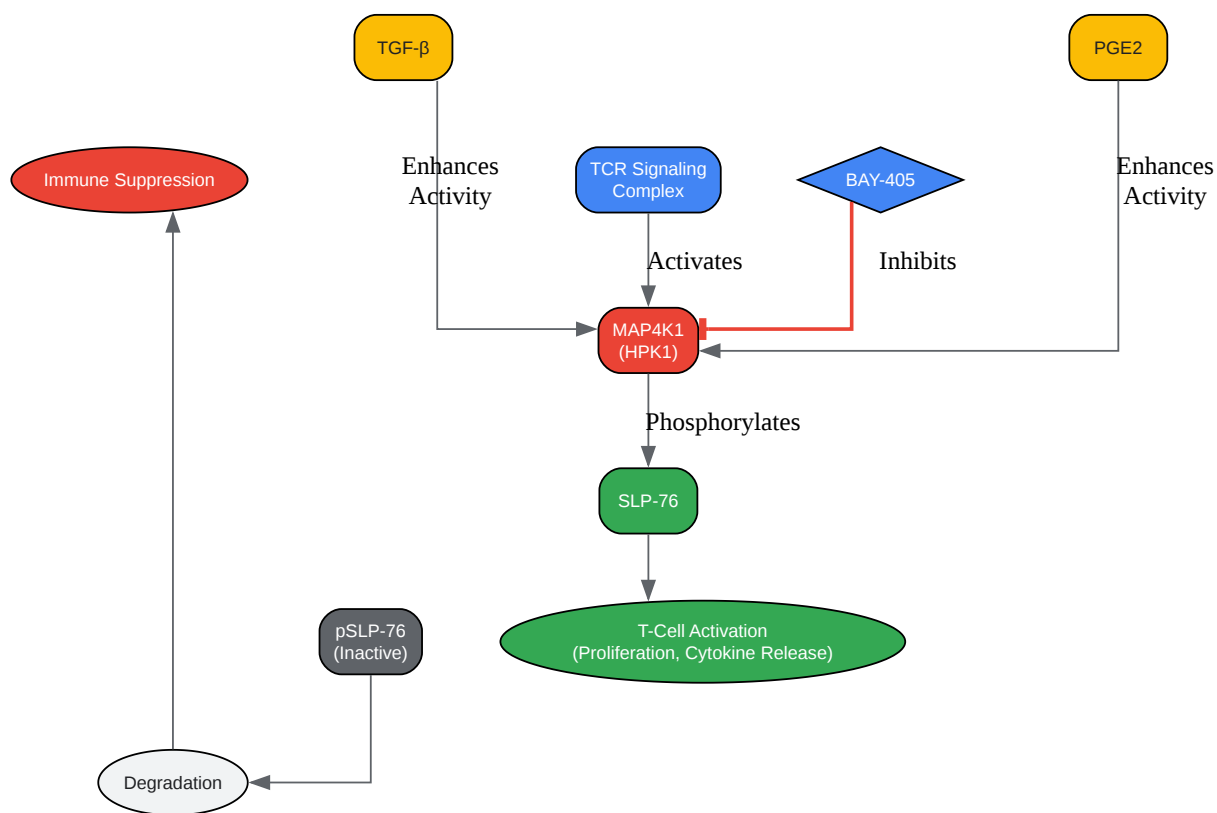 TGF-β
PGE2
Enhances
Activity
Enhances
Activity
Immune Suppression
TCR Signaling
Complex
BAY-405
Activates
Inhibits
MAP4K1
(HPK1)
Phosphorylates
SLP-76
pSLP-76
(Inactive)
T-Cell Activation
(Proliferation, Cytokine Release)
Degradation